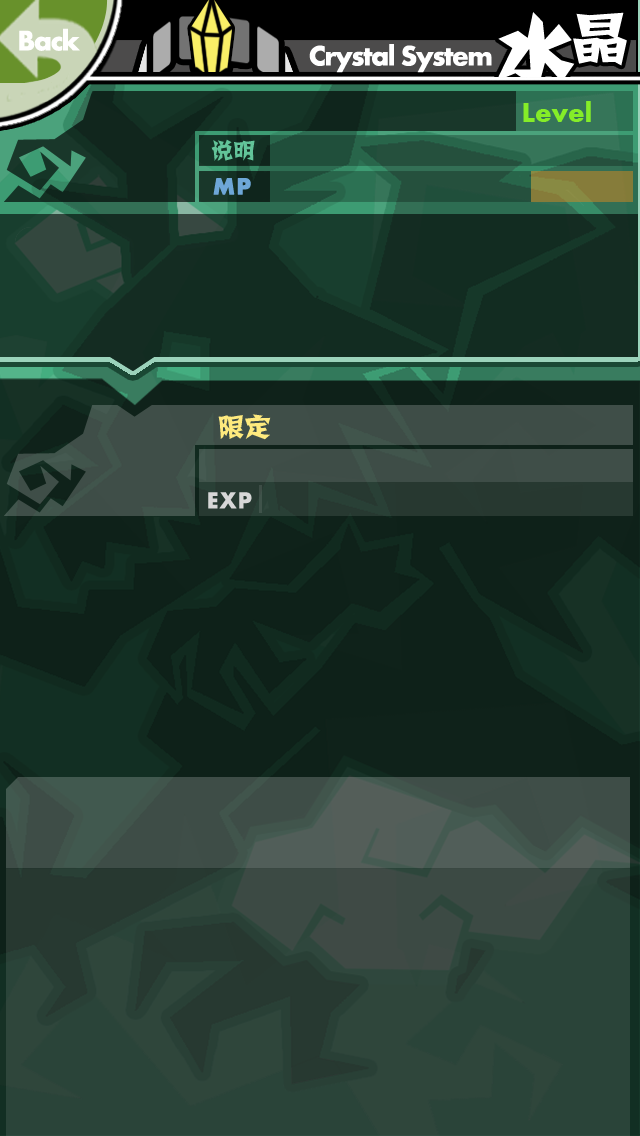 Back
Crystal System 水晶
Level
说明
MP
限定
EXP